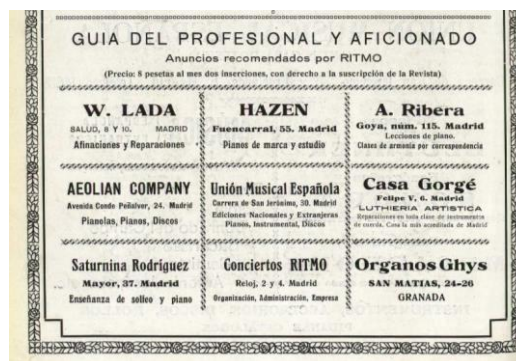 GUIA DEL PROFESIONAL Y AFICIONADO
Anuncios recomendados por RITMO
(Precio: 8 pesetas al mes dos inserciones, con derecho a la suscripción de la Revista)
W. LADA
SALUD, 8 Y 10. MADRID
Afinaciones y Reparaciones
HAZEN
Fuencarral, 55. Madrid
Pianos de marca y estudio
A. Ribera
Goya, núm. 115. Madrid
Lecciones de piano.
Clases de armonía por correspondencia
AEOLIAN COMPANY
Avenida Conde Peñalver, 24. Madrid
Pianolas, Pianos, Discos
Unión Musical Española
Carrera de San Jerónimo, 30. Madrid
Ediciones Nacionales y Extranjeras
Pianos, Instrumental, Discos
Casa Gorgé
Felipe V, 6. Madrid
LUTHERIA ARTISTICA
Reparaciones en toda clase de instrumentos
de cuerda. Casa la más acreditada de Madrid
Saturnina Rodríguez
Mayor, 37. Madrid
Enseñanza de solfeo y piano
Conciertos RITMO
Reloj, 2 y 4. Madrid
Organización, Administración, Empresa
Organos Ghys
SAN MATIAS, 24-26
GRANADA